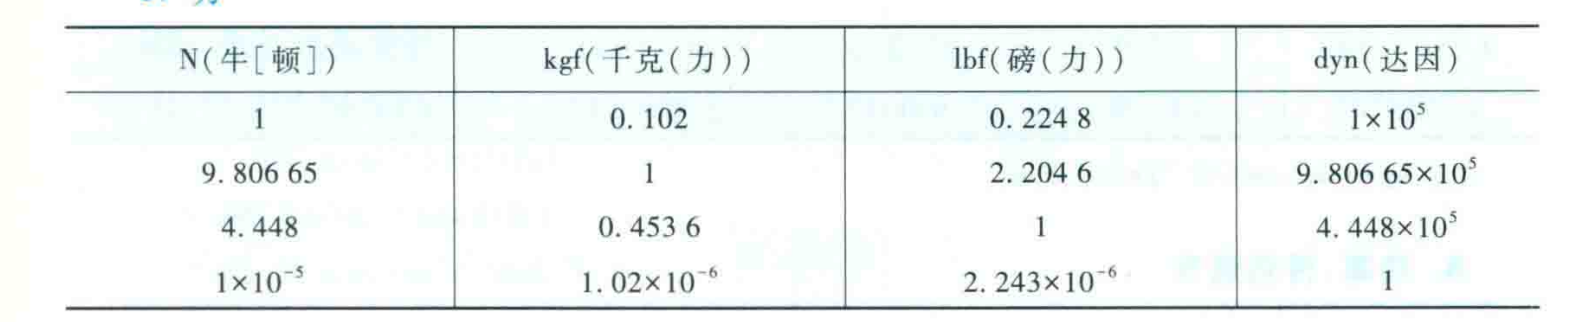 N(牛[顿]) kgf(千克(力)) lbf(磅(力)) dyn(达因)
1 0.102 0.224 8 1×10⁵
9.806 65 1 2.204 6 9.806 65×10⁵
4.448 0.453 6 1 4.448×10⁵
1×10⁻⁵ 1.02×10⁻⁶ 2.243×10⁻⁶ 1